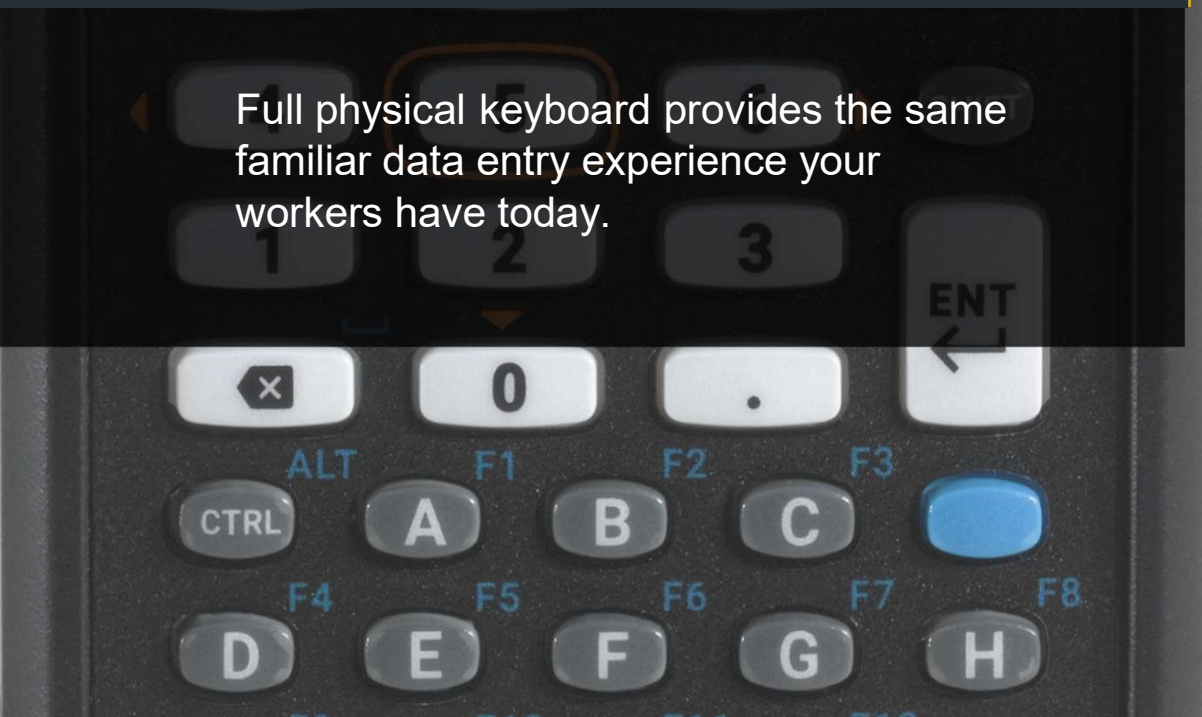 4 5 6
Full physical keyboard provides the same
familiar data entry experience your
workers have today.
1 2 3
ENT
0 .
ALT F1 F2 F3
CTRL A B C
F4 F5 F6 F7 F8
D E F G H